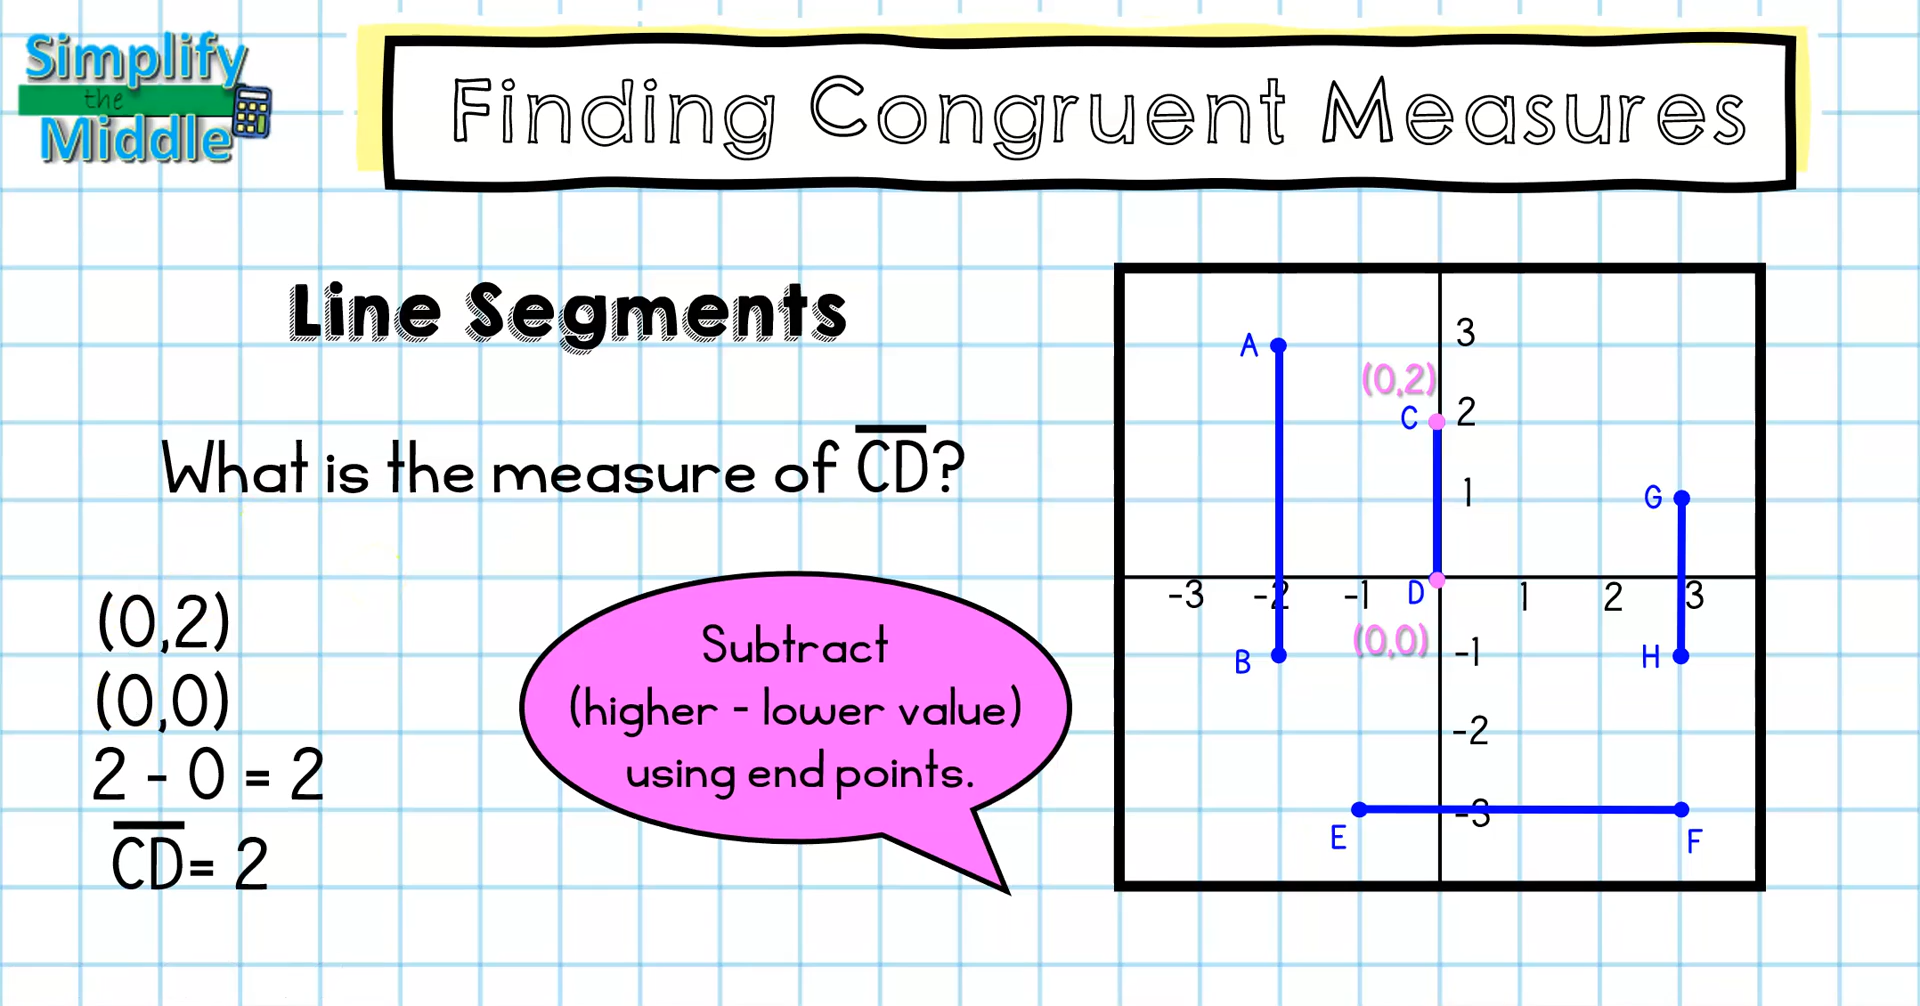 Simplify
the
Middle
Finding Congruent Measures
Line Segments
What is the measure of CD?
(0,2)
(0,0)
2 - 0 = 2
CD= 2
Subtract
(higher - lower value)
using end points.
3
A
(0,2)
C 2
1
G
-3 -2 -1 D 1 2 3
(0,0)
B -1 H
-2
-3
E F